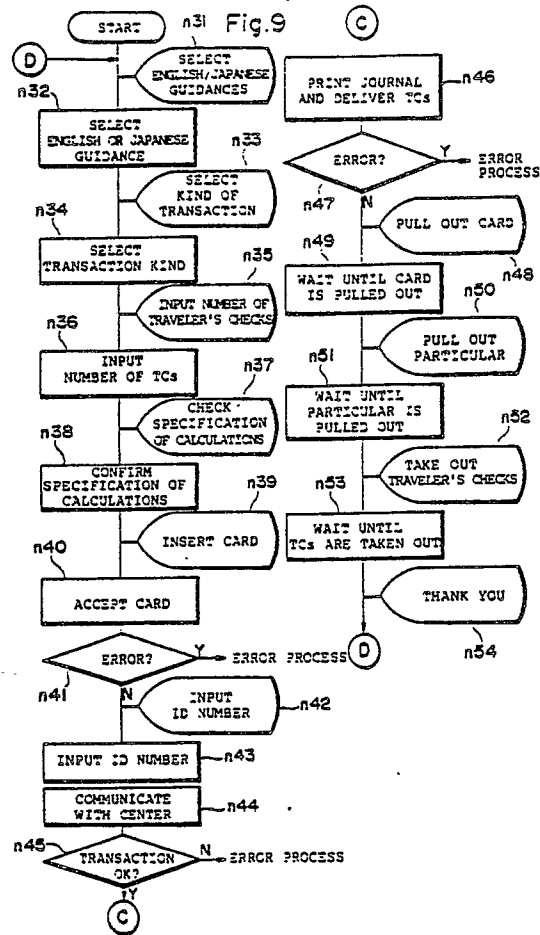 Fig.9
START
n31
D
SELECT
ENGLISH/JAPANESE
GUIDANCES
n32
SELECT
ENGLISH OR JAPANESE
GUIDANCE
n33
SELECT
KIND OF
TRANSACTION
n34
SELECT
TRANSACTION KIND
n35
INPUT NUMBER OF
TRAVELER'S CHECKS
n36
INPUT
NUMBER OF TCs
n37
CHECK
SPECIFICATION
OF CALCULATIONS
n38
CONFIRM
SPECIFICATION OF
CALCULATIONS
n39
INSERT CARD
n40
ACCEPT CARD
ERROR?
Y
ERROR PROCESS
n41
N
INPUT
ID NUMBER
n42
INPUT ID NUMBER
n43
COMMUNICATE
WITH CENTER
n44
n45
TRANSACTION
OK?
N
ERROR PROCESS
Y
C
C
n46
PRINT JOURNAL
AND DELIVER TCs
ERROR?
Y
ERROR
PROCESS
n47
N
PULL OUT CARD
n48
n49
WAIT UNTIL CARD
IS PULLED OUT
n50
PULL OUT
PARTICULAR
n51
WAIT UNTIL
PARTICULAR IS
PULLED OUT
n52
TAKE OUT
TRAVELER'S CHECKS
n53
WAIT UNTIL
TCs ARE TAKEN OUT
THANK YOU
n54
D